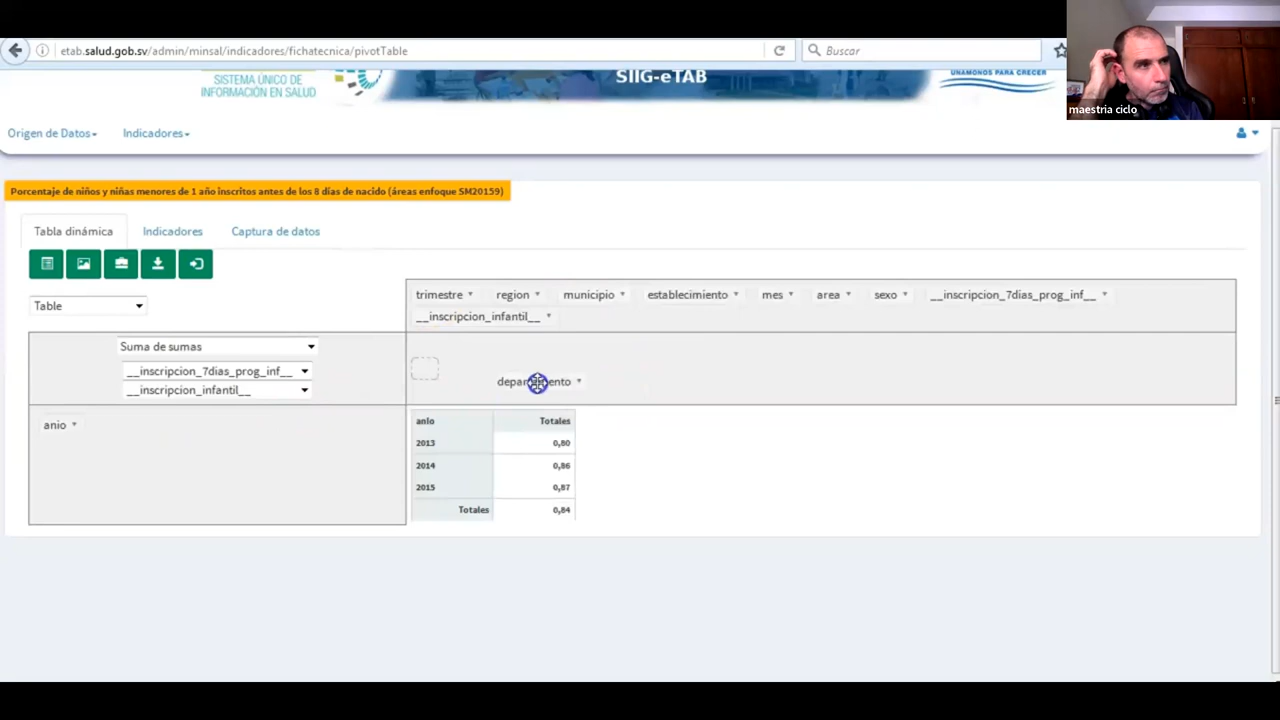 etab.salud.gob.sv/admin/minsal/indicadores/fichatecnica/pivotTable
Buscar
maestria ciclo
SISTEMA ÚNICO DE
INFORMACIÓN EN SALUD
SIIG-eTAB
UNÁMONOS PARA CRECER
Origen de Datos
Indicadores
Porcentaje de niños y niñas menores de 1 año inscritos antes de los 8 días de nacido (áreas enfoque SM20159)
Tabla dinámica
Indicadores
Captura de datos
Table
trimestre region municipio establecimiento mes area sexo __inscripcion_7dias_prog_inf__
__inscripcion_infantil__
Suma de sumas
__inscripcion_7dias_prog_inf__
__inscripcion_infantil__
departamento
anio
anio Totales
2013 0,80
2014 0,86
2015 0,87
Totales 0,84